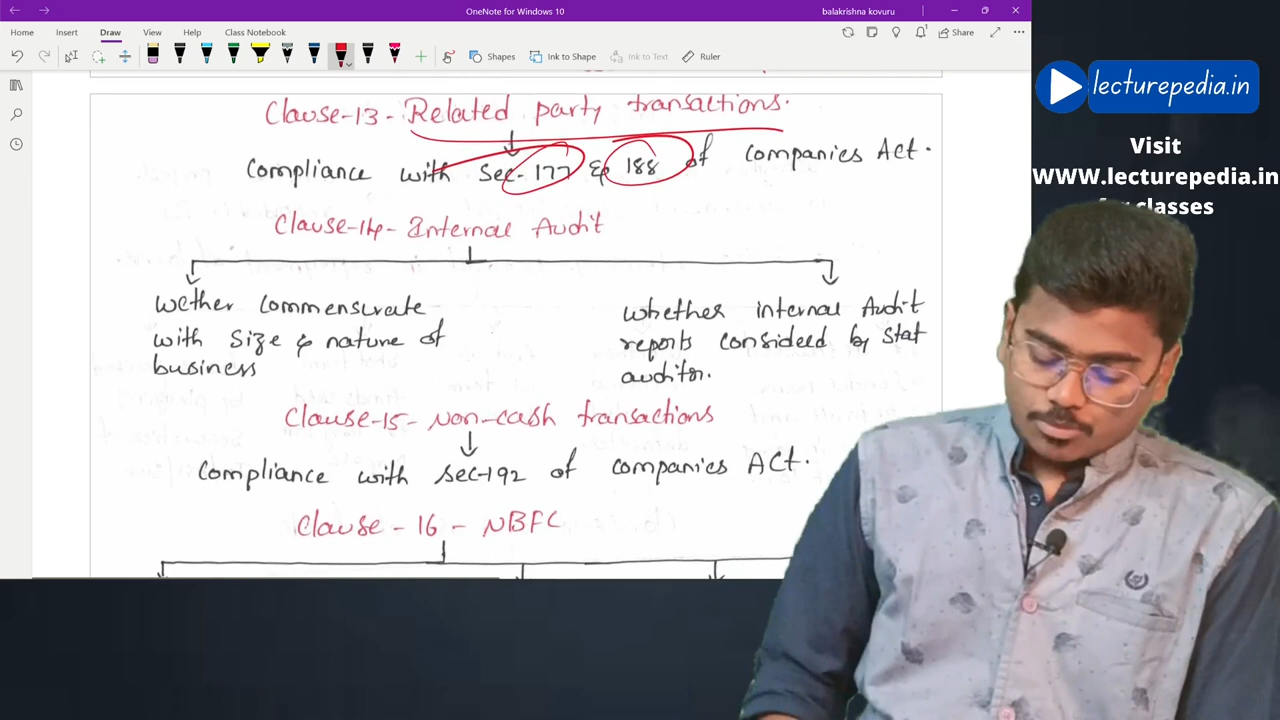 OneNote for Windows 10
balakrishna kovuru
Home Insert Draw View Help Class Notebook
Share
Shapes Ink to Shape Ink to Text Ruler
lecturepedia.in
Visit
WWW.lecturepedia.in
classes
Clause-13- Related party transactions.
Compliance with Sec-177 & 188 of Companies Act.
Clause-14- Internal Audit
Wether Commensurate
with Size & nature of
business
Whether internal Audit
reports Consideed by Stat
auditor.
Clause-15- Non-cash transactions
Compliance with sec-192 of Companies ACt.
Clause - 16 - NBFC